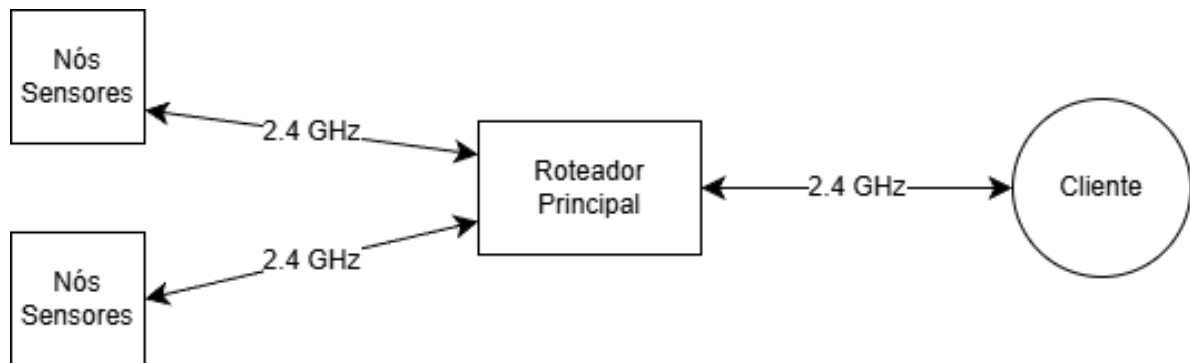 Nós
Sensores
2.4 GHz
Roteador
Principal
2.4 GHz
Cliente
2.4 GHz
Nós
Sensores